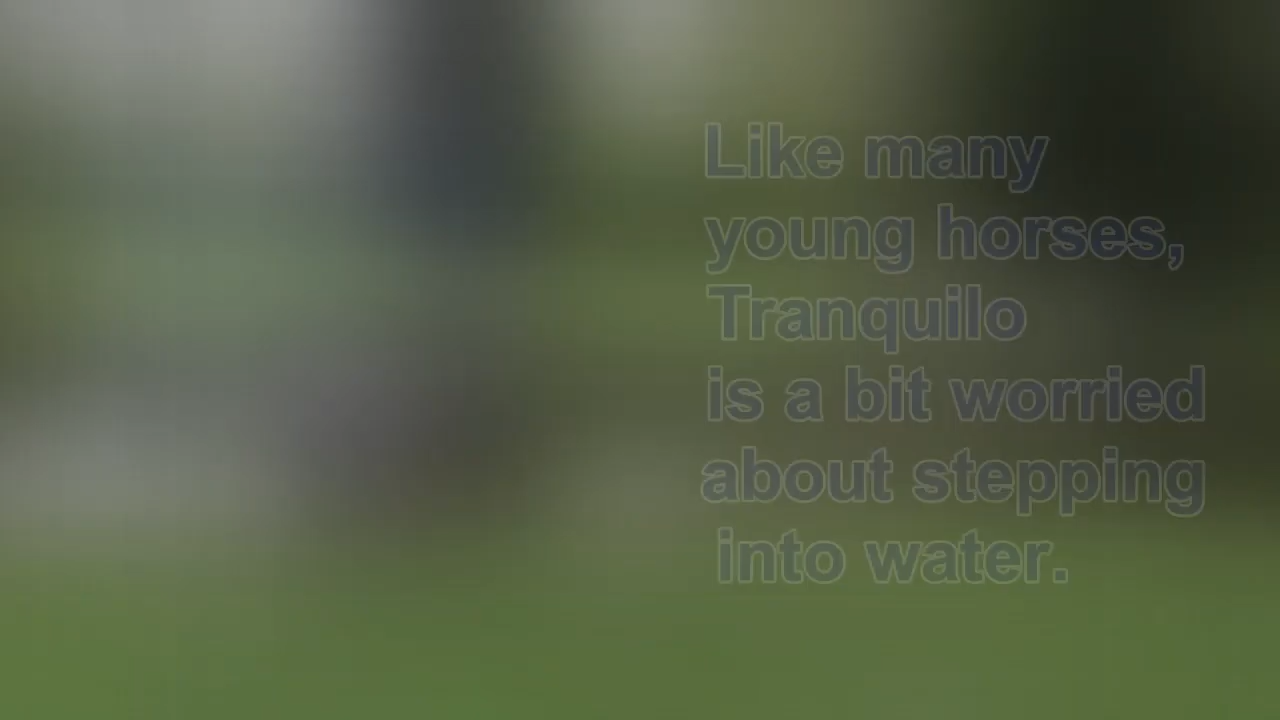 Like many
young horses,
Tranquilo
is a bit worried
about stepping
into water.